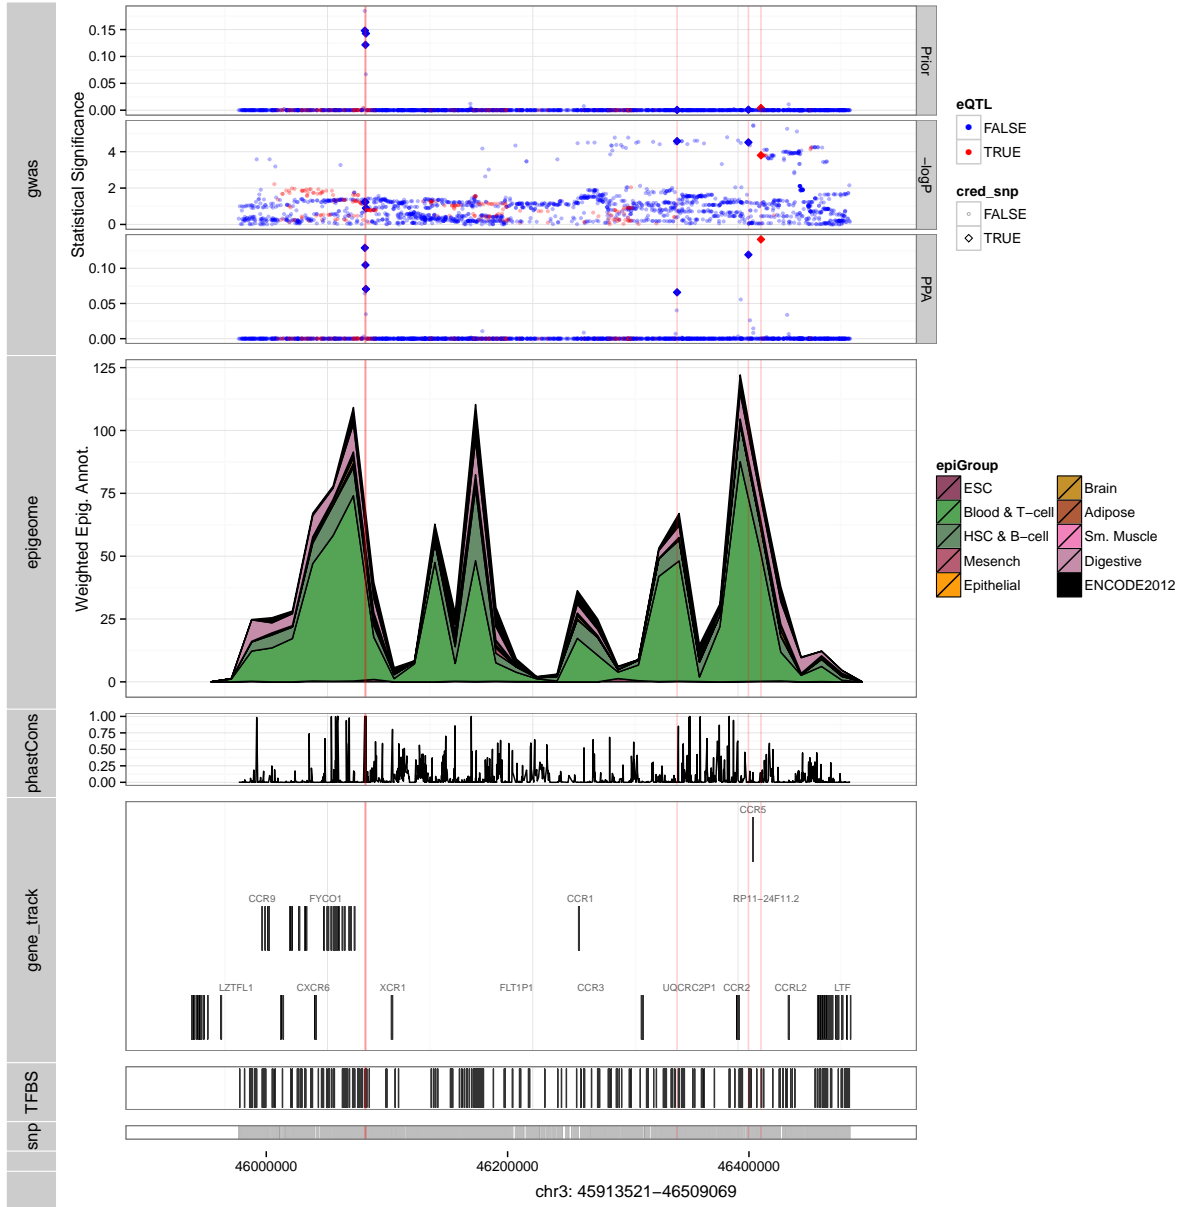 gwas
Statistical Significance
0.15
0.10
0.05
0.00
Prior
4
2
0
−logP
0.10
0.05
0.00
PPA
eQTL
FALSE
TRUE
cred_snp
FALSE
TRUE
epigeome
Weighted Epig. Annot.
125
100
75
50
25
0
epiGroup
ESC
Blood & T−cell
HSC & B−cell
Mesench
Epithelial
Brain
Adipose
Sm. Muscle
Digestive
ENCODE2012
phastCons
1.00
0.75
0.50
0.25
0.00
gene_track
CCR5
CCR9 FYCO1 CCR1 RP11−24F11.2
LZTFL1 CXCR6 XCR1 FLT1P1 CCR3 UQCRC2P1 CCR2 CCRL2 LTF
TFBS
snp
46000000 46200000 46400000
chr3: 45913521−46509069